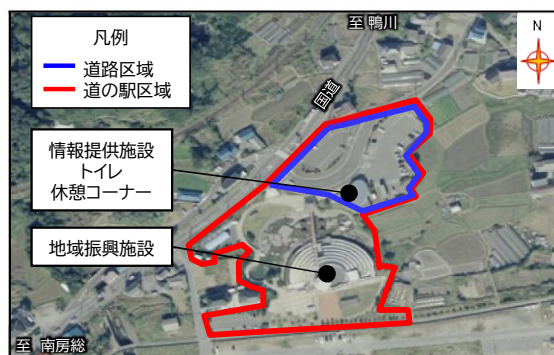 至 鴨川
N
凡例
道路区域
道の駅区域
国道
情報提供施設
トイレ
休憩コーナー
地域振興施設
至 南房総